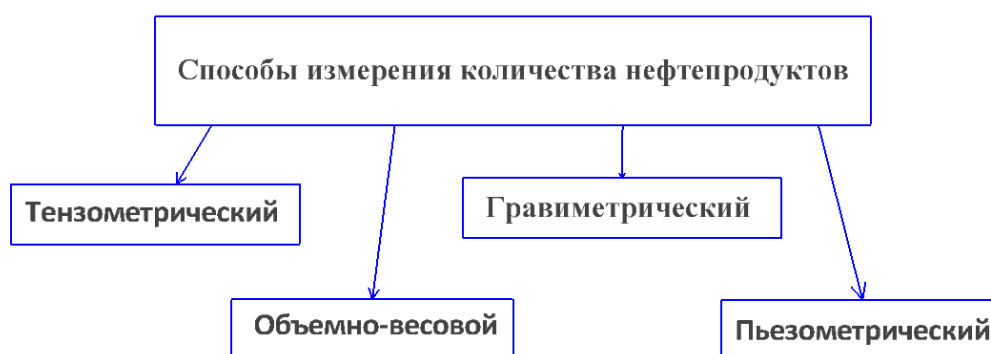 Способы измерения количества нефтепродуктов
Тензометрический
Гравиметрический
Объемно-весовой
Пьезометрический